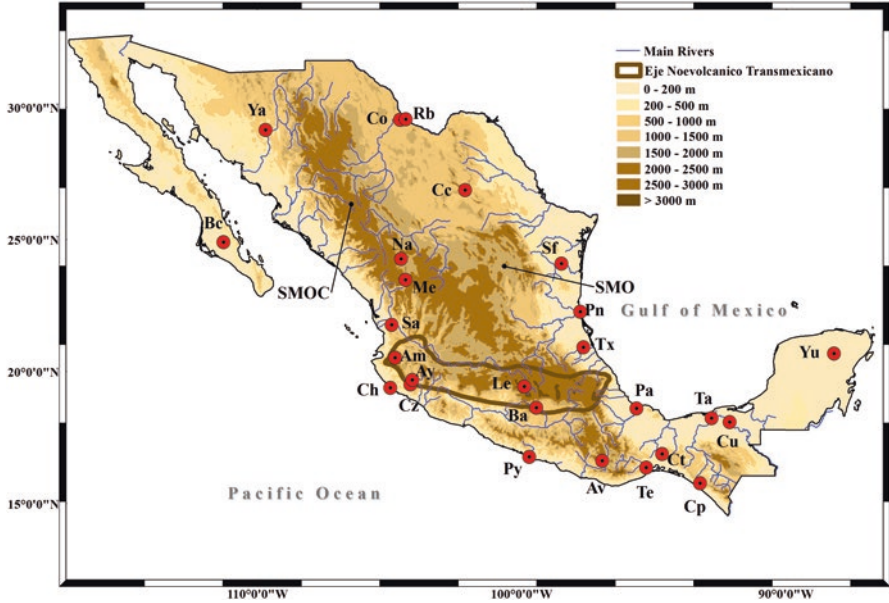 Main Rivers
Eje Noevolcanico Transmexicano
0 - 200 m
200 - 500 m
500 - 1000 m
1000 - 1500 m
1500 - 2000 m
2000 - 2500 m
2500 - 3000 m
> 3000 m
30°0'0"N
25°0'0"N
20°0'0"N
15°0'0"N
Ya
Co
Rb
Cc
Bc
Na
Sf
SMOC
Me
SMO
Pn
Gulf of Mexico
Sa
Tx
Yu
Am
Ay
Le
Ch
Cz
Ba
Pa
Ta
Cu
Py
Av
Ct
Te
Cp
Pacific Ocean
110°0'0"W
100°0'0"W
90°0'0"W